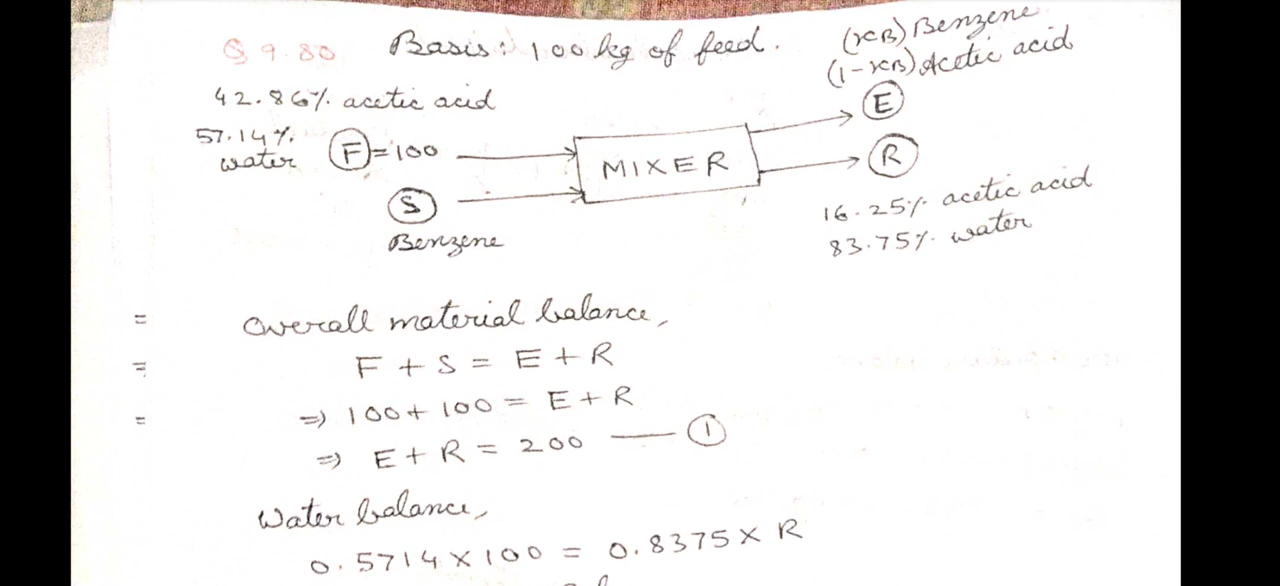 Q 9.80 Basis : 100 kg of feed.
(xB) Benzene
(1-xB) Acetic acid
42.86% acetic acid
57.14% water
F = 100
S
Benzene
MIXER
E
R
16.25% acetic acid
83.75% water
Overall material balance,
F + S = E + R
⇒ 100 + 100 = E + R
⇒ E + R = 200 —— ①
Water balance,
0.5714 × 100 = 0.8375 × R